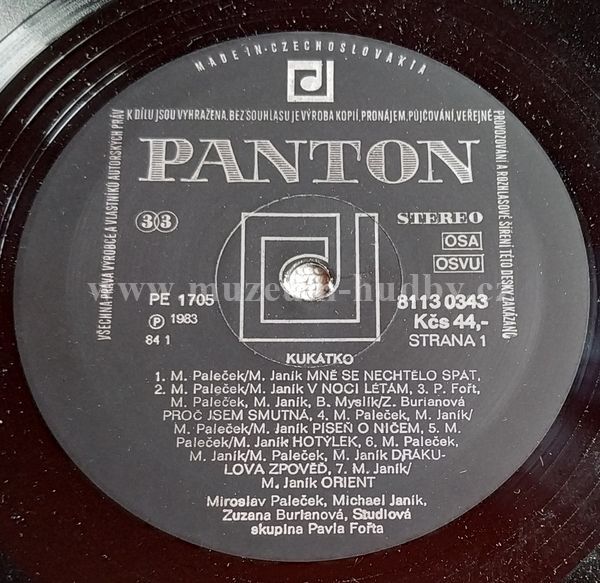 MADE IN CZECHOSLOVAKIA
VŠECHNA PRÁVA VÝROBCE A VLASTNÍKŮ AUTORSKÝCH PRÁV K DÍLU JSOU VYHRAŽENA. BEZ SOUHLASU JE VÝROBA KOPIÍ, PRONÁJEM, PŮJČOVÁNÍ, VEŘEJNÉ PROVOZOVÁNÍ A ROZHLASOVÉ ŠÍŘENÍ TÉTO DESKY ZAKÁZÁNO
PANTON
33
STEREO
OSA
OSVU
www.muzeum-hudby.cz
PE 1705
8113 0343
Ⓟ 1983
Kčs 44,-
84 1
STRANA 1
KUKÁTKO
1. M. Paleček/M. Janík MNĚ SE NECHTĚLO SPÁT,
2. M. Paleček/M. Janík V NOCI LÉTÁM, 3. P. Fořt,
M. Paleček, M. Janík, B. Myslík/Z. Burianová
PROČ JSEM SMUTNÁ, 4. M. Paleček, M. Janík/
M. Paleček/M. Janík PÍSEŇ O NIČEM, 5. M.
Paleček/M. Janík HOTÝLEK, 6. M. Paleček,
M. Janík/M. Paleček, M. Janík DRÁKU-
LOVA ZPOVĚĎ, 7. M. Janík/
M. Janík ORIENT
Miroslav Paleček, Michael Janík,
Zuzana Burianová, Studiová
skupina Pavla Fořta